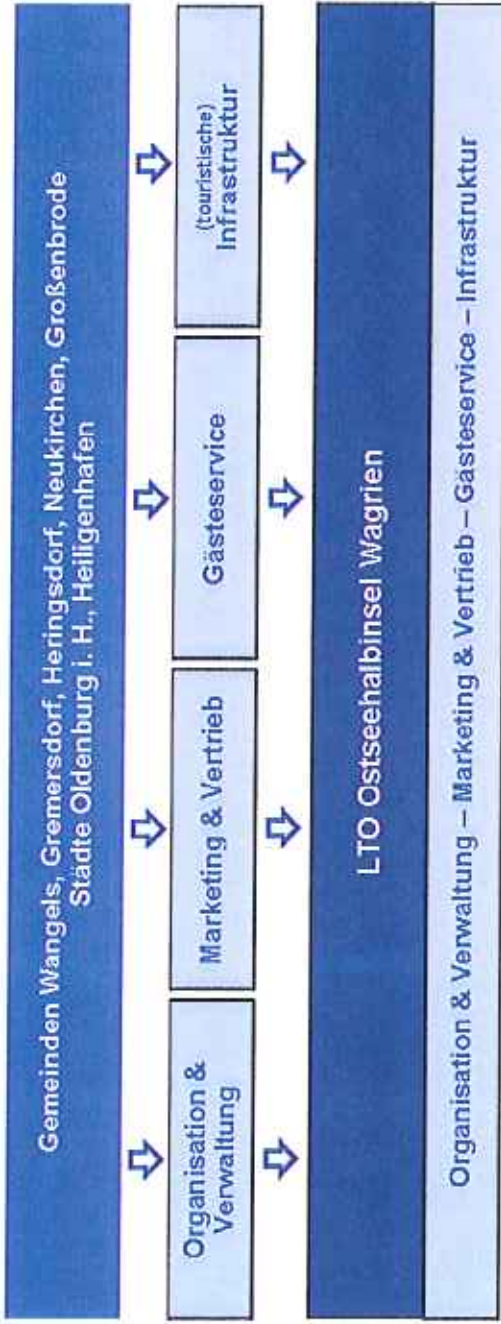 Gemeinden Wangels, Gremersdorf, Heringsdorf, Neukirchen, Großenbrode
Städte Oldenburg i. H., Heiligenhafen
Organisation &
Verwaltung
Marketing & Vertrieb
Gästeservice
(touristische)
Infrastruktur
LTO Ostseehalbinsel Wagrien
Organisation & Verwaltung – Marketing & Vertrieb – Gästeservice – Infrastruktur